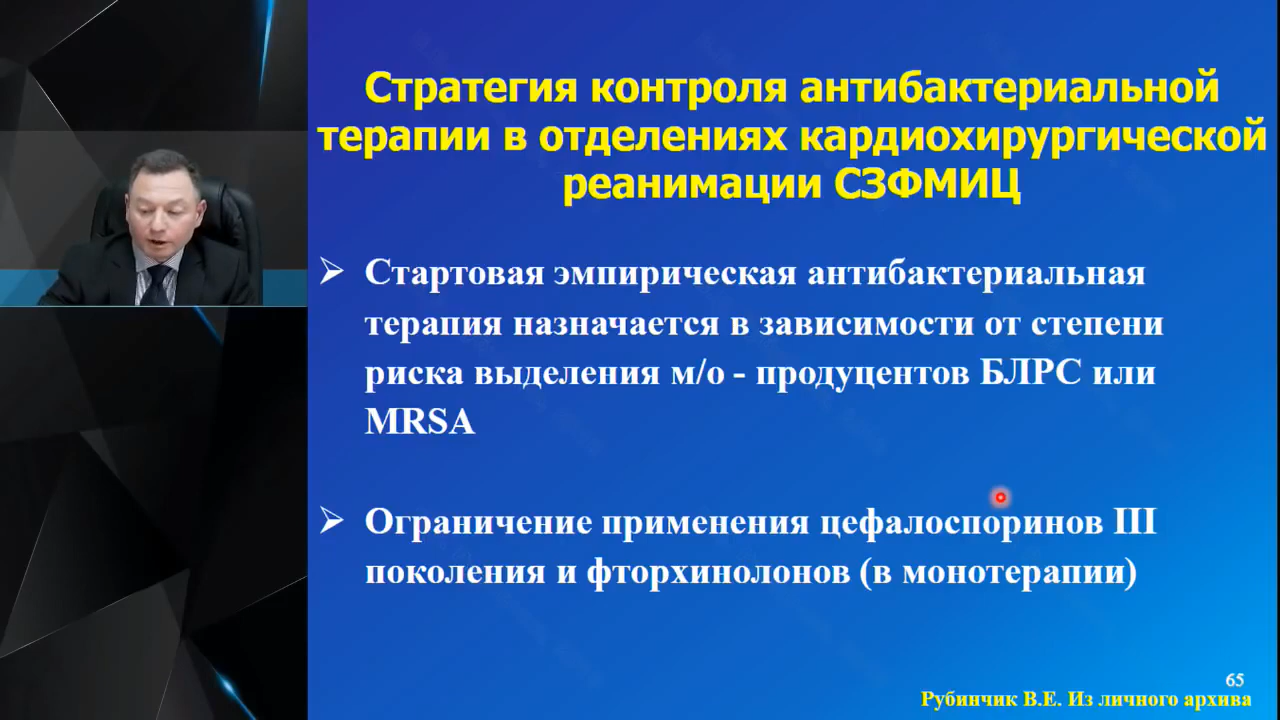 Стратегия контроля антибактериальной
терапии в отделениях кардиохирургической
реанимации СЗФМИЦ
Стартовая эмпирическая антибактериальная
терапия назначается в зависимости от степени
риска выделения м/о - продуцентов БЛРС или
MRSA
Ограничение применения цефалоспоринов III
поколения и фторхинолонов (в монотерапии)
65
Рубинчик В.Е. Из личного архива